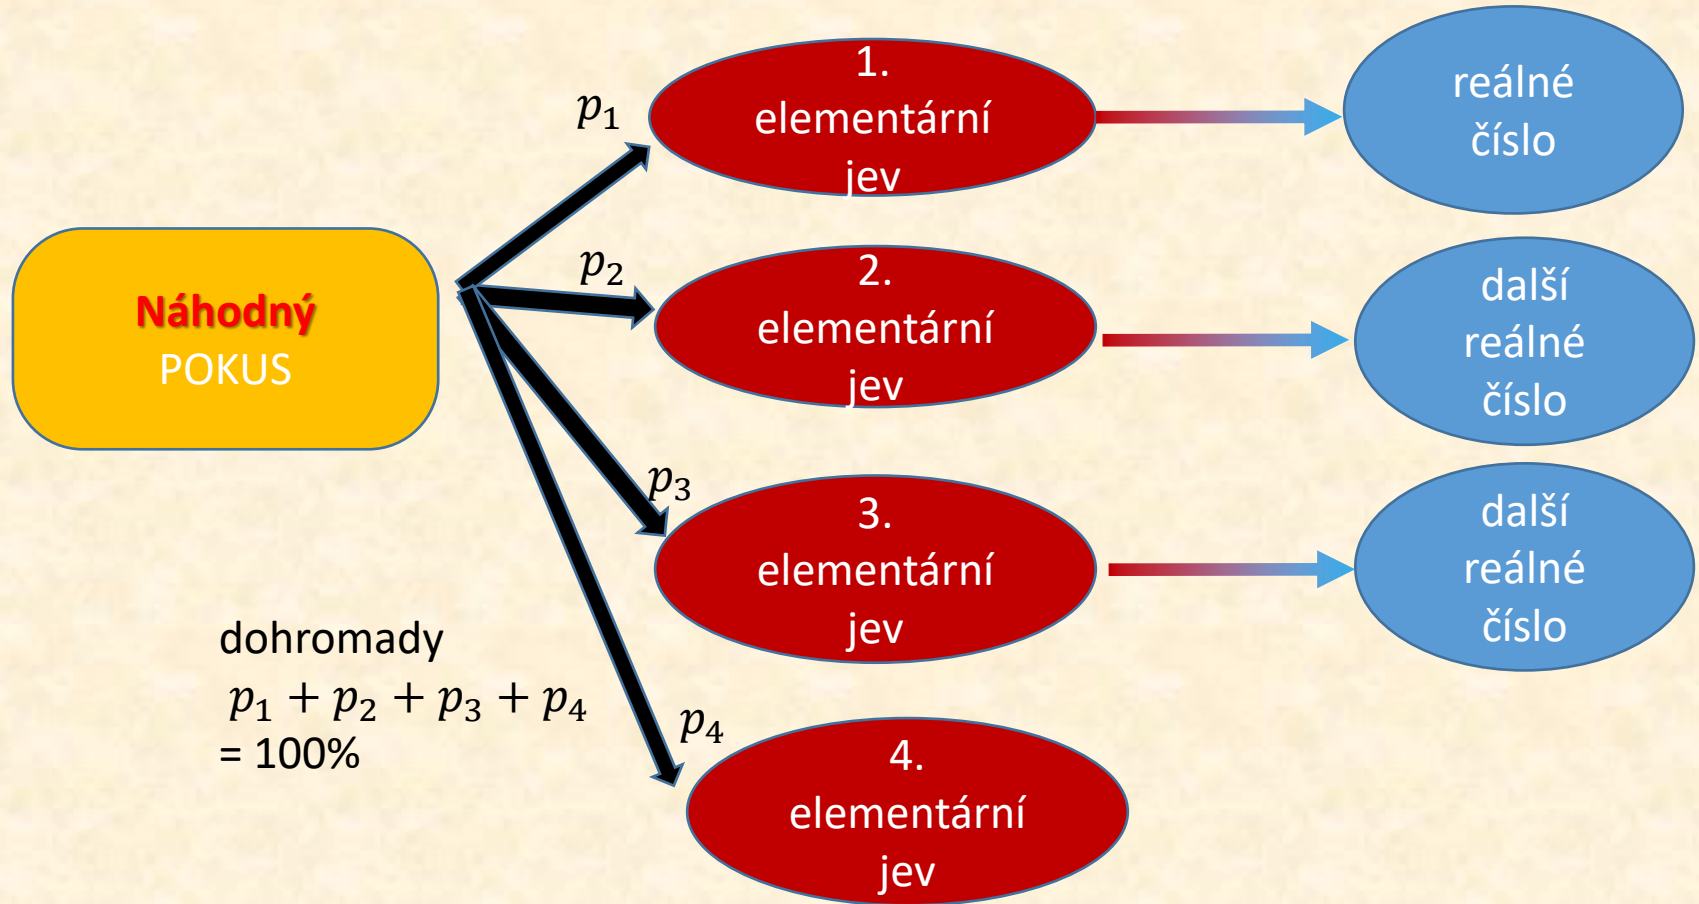 Náhodný
POKUS
p₁
1.
elementární
jev
reálné
číslo
p₂
2.
elementární
jev
další
reálné
číslo
p₃
3.
elementární
jev
další
reálné
číslo
p₄
4.
elementární
jev
dohromady
p₁ + p₂ + p₃ + p₄
= 100%